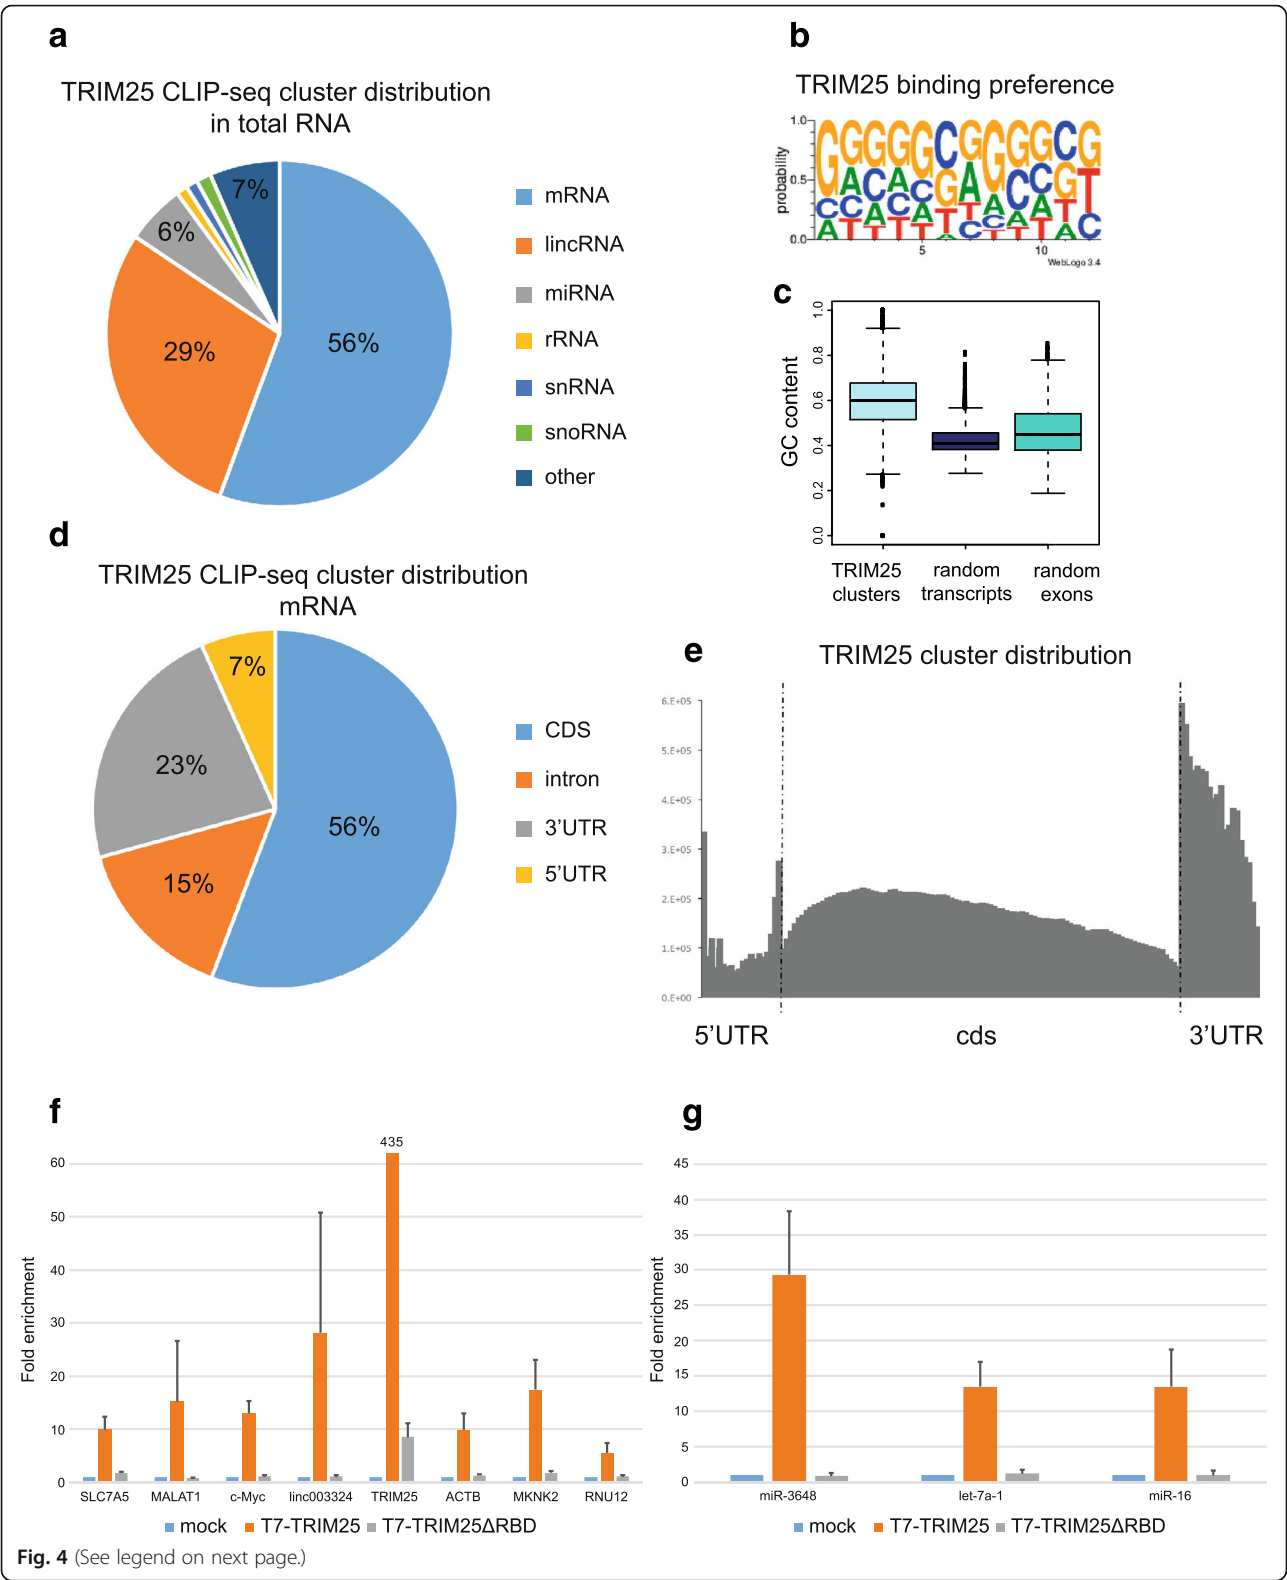 a
TRIM25 CLIP-seq cluster distribution
in total RNA
7%
6%
29%
56%
mRNA
lincRNA
miRNA
rRNA
snRNA
snoRNA
other
b
TRIM25 binding preference
probability
1.0
0.5
0.0
5
10
WebLogo 3.4
c
GC content
1.0
0.8
0.6
0.4
0.2
0.0
TRIM25
clusters
random
transcripts
random
exons
d
TRIM25 CLIP-seq cluster distribution
mRNA
7%
23%
56%
15%
CDS
intron
3’UTR
5’UTR
e
TRIM25 cluster distribution
6.E+05
5.E+05
4.E+05
3.E+05
2.E+05
1.E+05
0.E+00
5’UTR
cds
3’UTR
f
Fold enrichment
435
60
50
40
30
20
10
0
SLC7A5
MALAT1
c-Myc
linc003324
TRIM25
ACTB
MKNK2
RNU12
mock
T7-TRIM25
T7-TRIM25ΔRBD
g
Fold enrichment
45
40
35
30
25
20
15
10
5
0
miR-3648
let-7a-1
miR-16
mock
T7-TRIM25
T7-TRIM25ΔRBD
Fig. 4 (See legend on next page.)